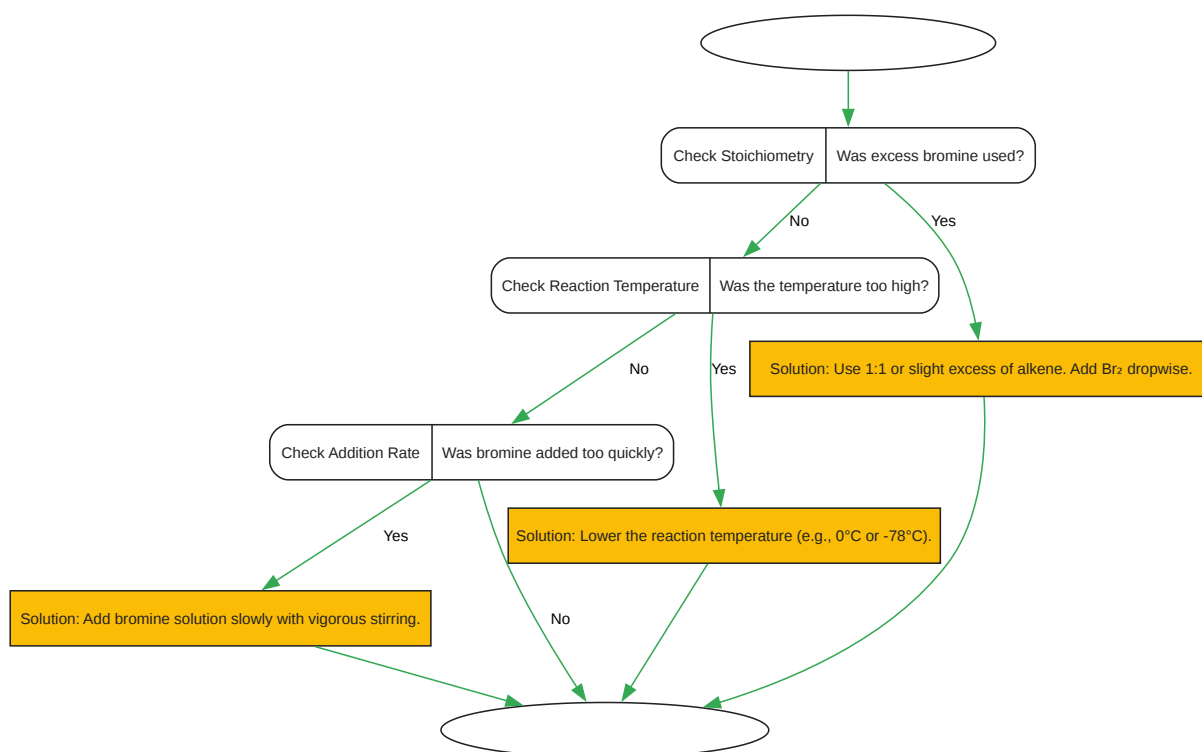 Check Stoichiometry
Was excess bromine used?
No
Yes
Check Reaction Temperature
Was the temperature too high?
No
Yes
Solution: Use 1:1 or slight excess of alkene. Add Br₂ dropwise.
Check Addition Rate
Was bromine added too quickly?
Yes
Solution: Lower the reaction temperature (e.g., 0°C or -78°C).
Solution: Add bromine solution slowly with vigorous stirring.
No